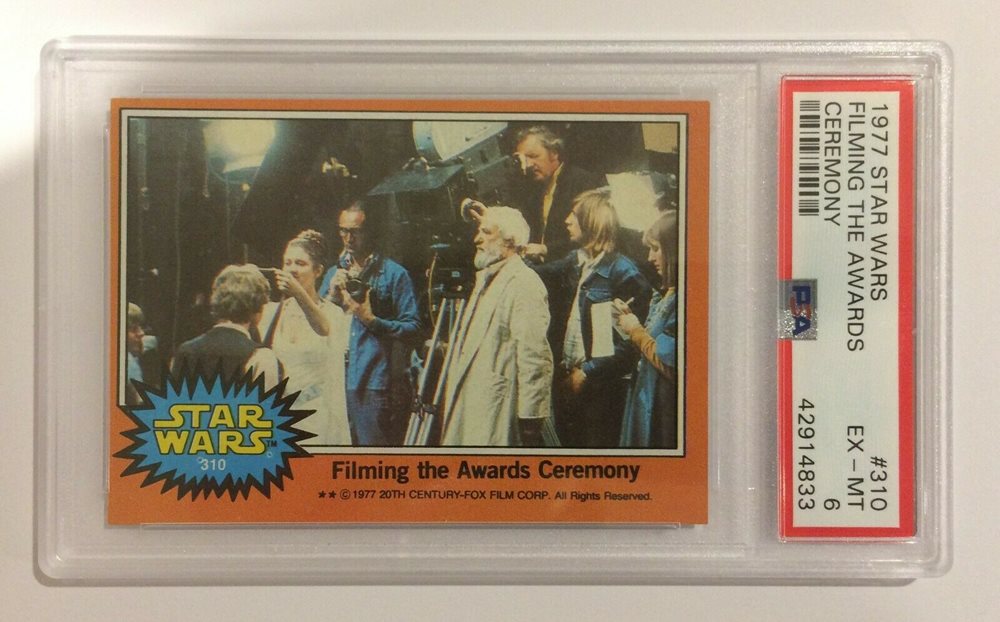 STAR
WARS™
310
Filming the Awards Ceremony
★★ © 1977 20TH CENTURY-FOX FILM CORP. All Rights Reserved.
1977 STAR WARS #310
FILMING THE AWARDS EX-MT
CEREMONY 6
42914833
PSA